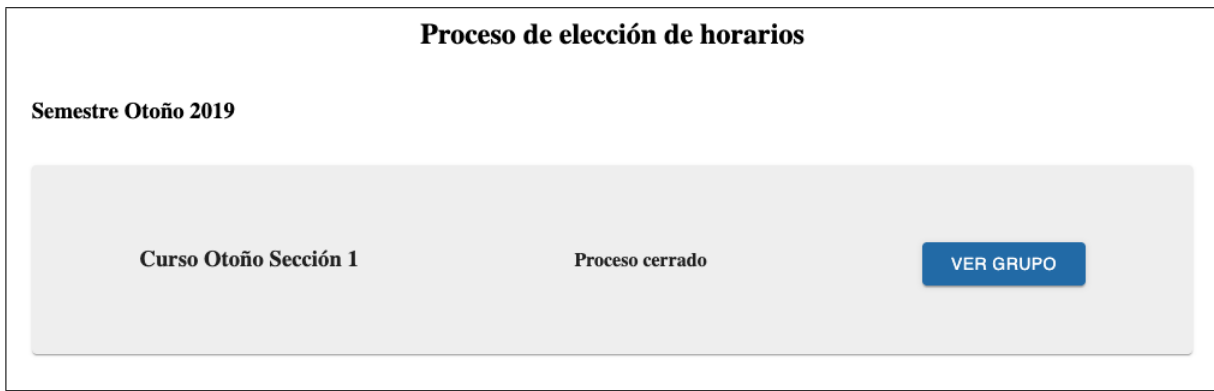 Proceso de elección de horarios
Semestre Otoño 2019
Curso Otoño Sección 1
Proceso cerrado
VER GRUPO